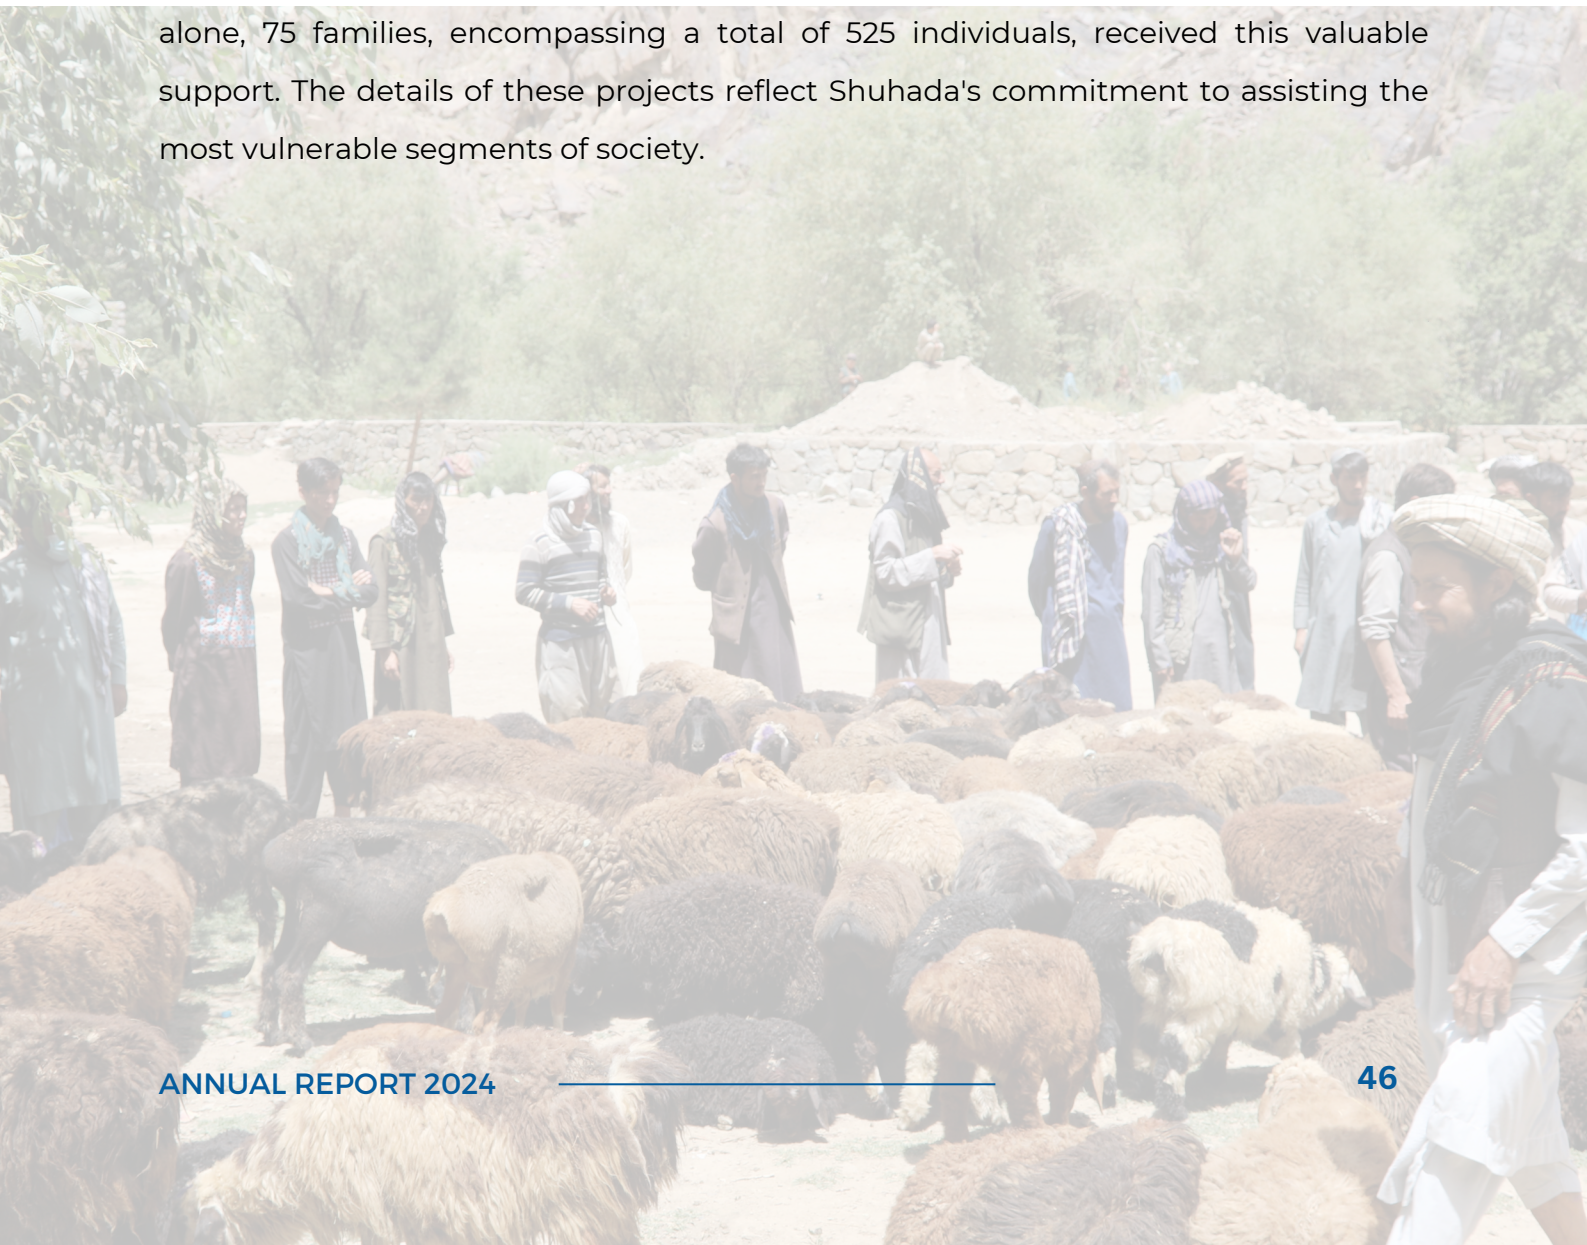 alone, 75 families, encompassing a total of 525 individuals, received this valuable
support. The details of these projects reflect Shuhada's commitment to assisting the
most vulnerable segments of society.
ANNUAL REPORT 2024
46